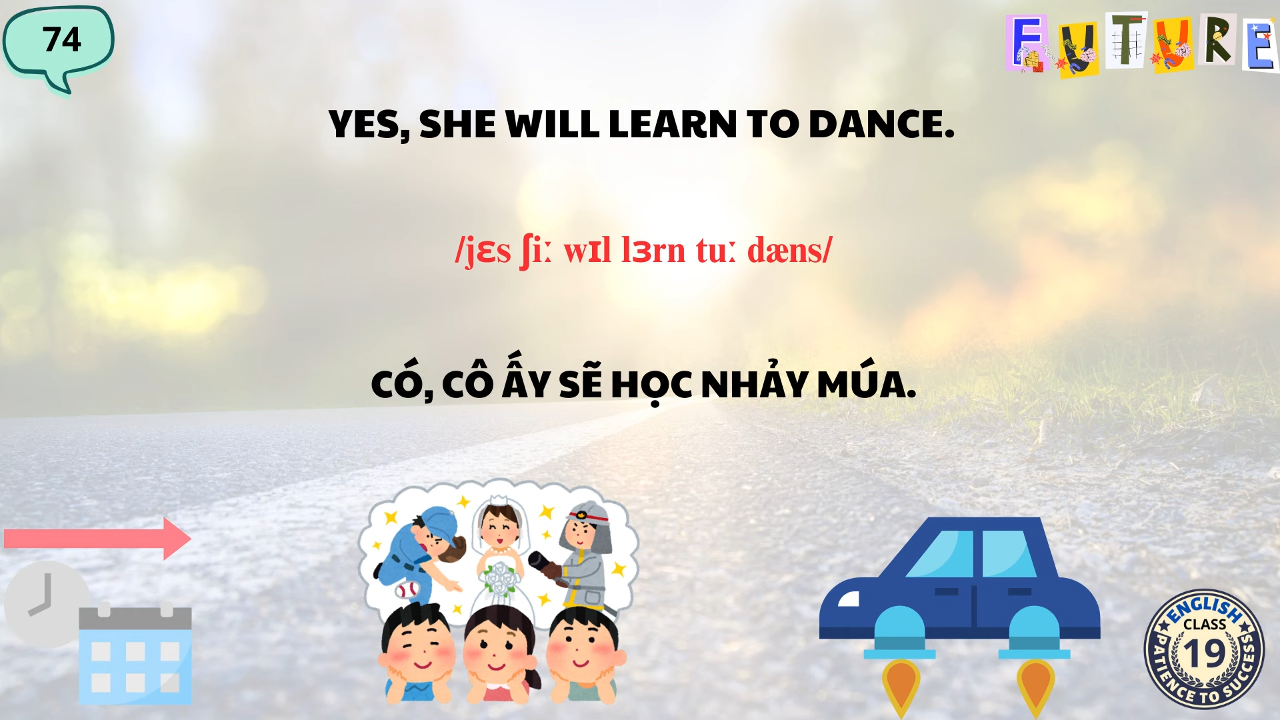 74
FUTURE
YES, SHE WILL LEARN TO DANCE.
/jɛs ʃiː wɪl lɜrn tuː dæns/
CÓ, CÔ ẤY SẼ HỌC NHẢY MÚA.
ENGLISH
CLASS
19
PATIENCE TO SUCCESS